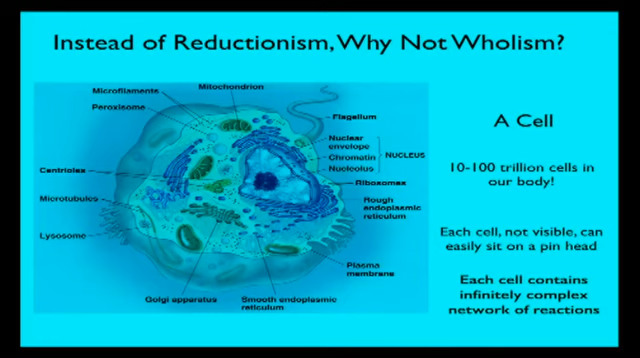 Instead of Reductionism, Why Not Wholism?
Microfilaments
Mitochondrion
Peroxisome
Flagellum
Nuclear
envelope
Chromatin
NUCLEUS
Nucleolus
Centrioles
Ribosomes
Microtubules
Rough
endoplasmic
reticulum
Lysosome
Plasma
membrane
Golgi apparatus
Smooth endoplasmic
reticulum
A Cell
10-100 trillion cells in
our body!
Each cell, not visible, can
easily sit on a pin head
Each cell contains
infinitely complex
network of reactions